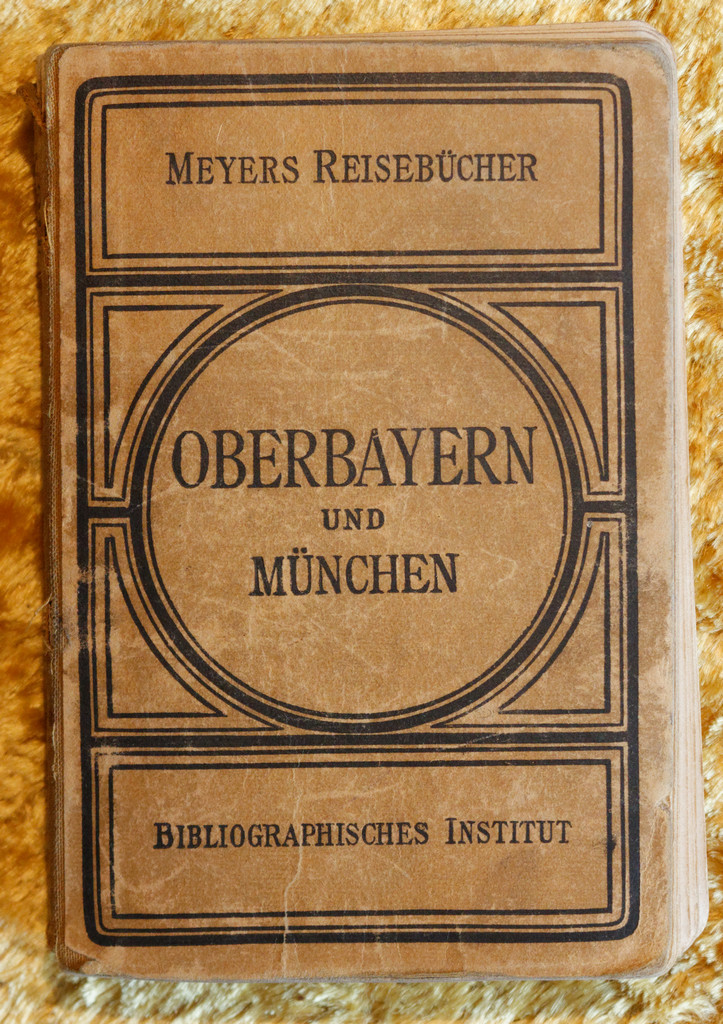 MEYERS REISEBÜCHER
OBERBAYERN
UND
MÜNCHEN
BIBLIOGRAPHISCHES INSTITUT